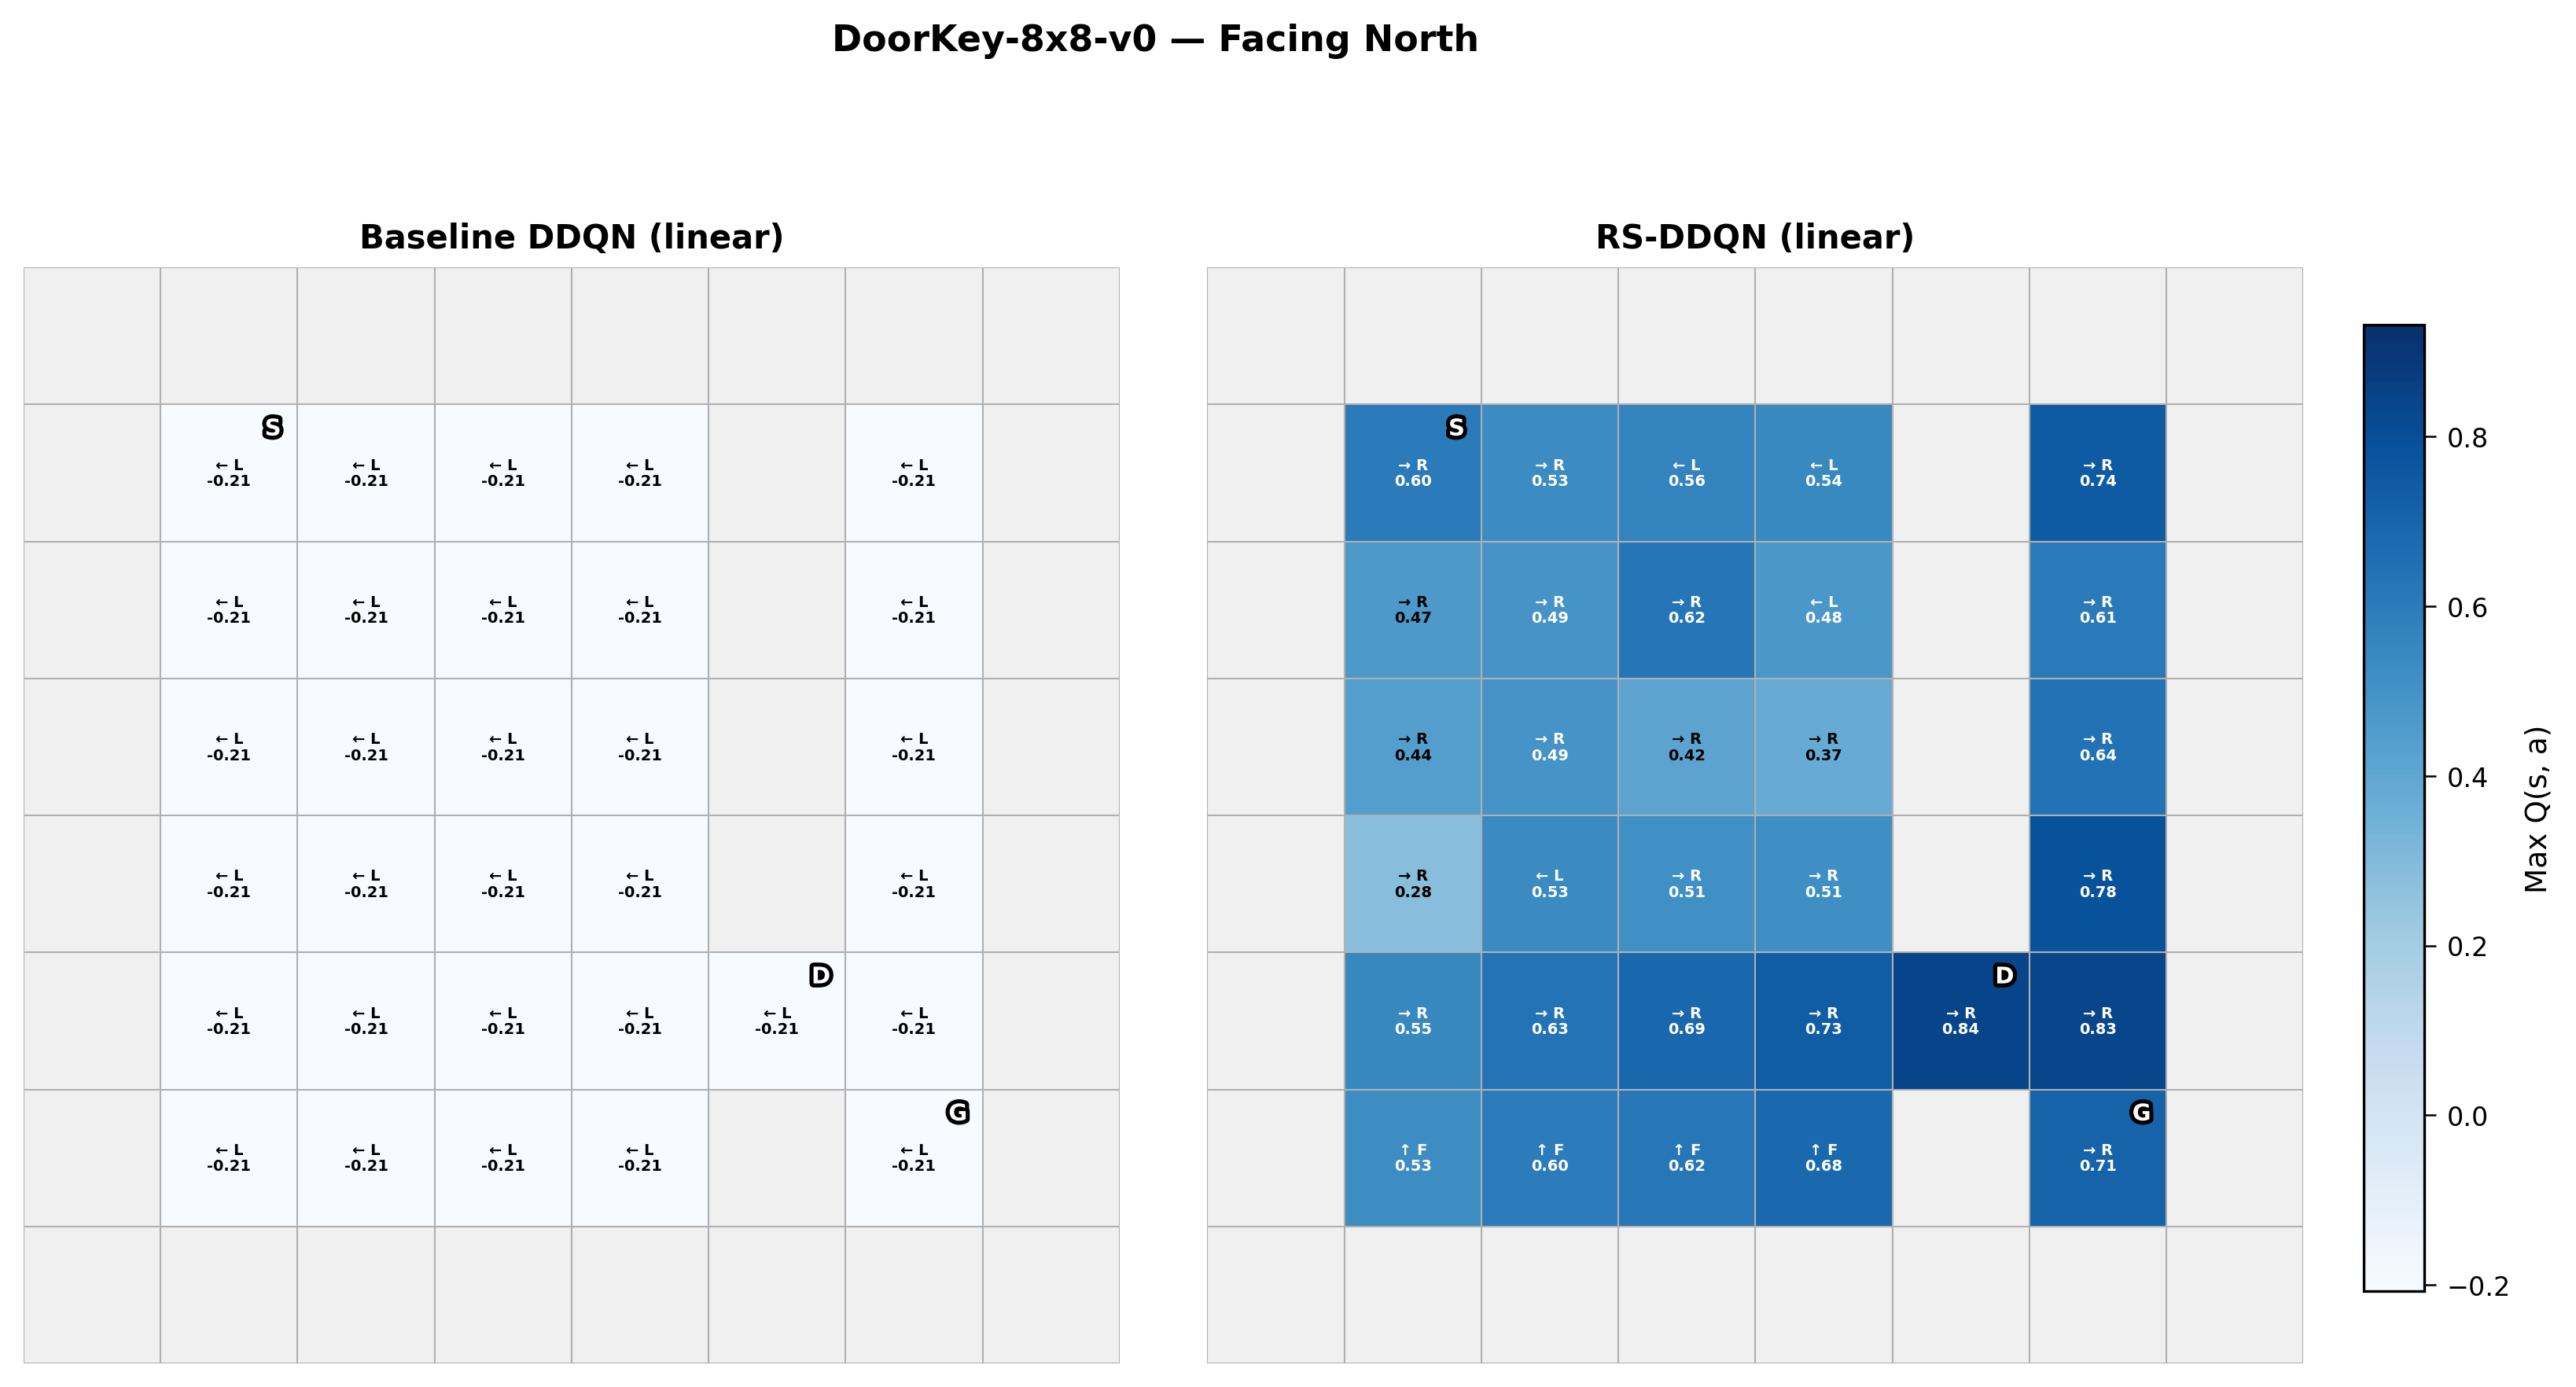 DoorKey-8x8-v0 — Facing North
Baseline DDQN (linear)
S
← L ← L ← L ← L ← L
-0.21 -0.21 -0.21 -0.21 -0.21
← L ← L ← L ← L ← L
-0.21 -0.21 -0.21 -0.21 -0.21
← L ← L ← L ← L ← L
-0.21 -0.21 -0.21 -0.21 -0.21
← L ← L ← L ← L ← L
-0.21 -0.21 -0.21 -0.21 -0.21
D
← L ← L ← L ← L ← L ← L
-0.21 -0.21 -0.21 -0.21 -0.21 -0.21
G
← L ← L ← L ← L ← L
-0.21 -0.21 -0.21 -0.21 -0.21
RS-DDQN (linear)
S
→ R → R ← L ← L → R
0.60 0.53 0.56 0.54 0.74
→ R → R → R ← L → R
0.47 0.49 0.62 0.48 0.61
→ R → R → R → R → R
0.44 0.49 0.42 0.37 0.64
→ R ← L → R → R → R
0.28 0.53 0.51 0.51 0.78
D
→ R → R → R → R → R → R
0.55 0.63 0.69 0.73 0.84 0.83
G
↑ F ↑ F ↑ F ↑ F → R
0.53 0.60 0.62 0.68 0.71
0.8
0.6
0.4
0.2
0.0
−0.2
Max Q(s, a)